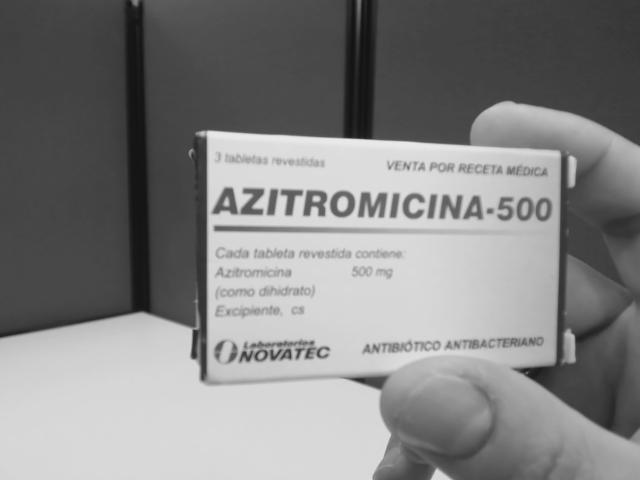 3 tabletas revestidas
VENTA POR RECETA MÉDICA
AZITROMICINA-500
Cada tableta revestida contiene:
Azitromicina 500 mg
(como dihidrato)
Excipiente, cs
Laboratorios
NOVATEC
ANTIBIÓTICO ANTIBACTERIANO